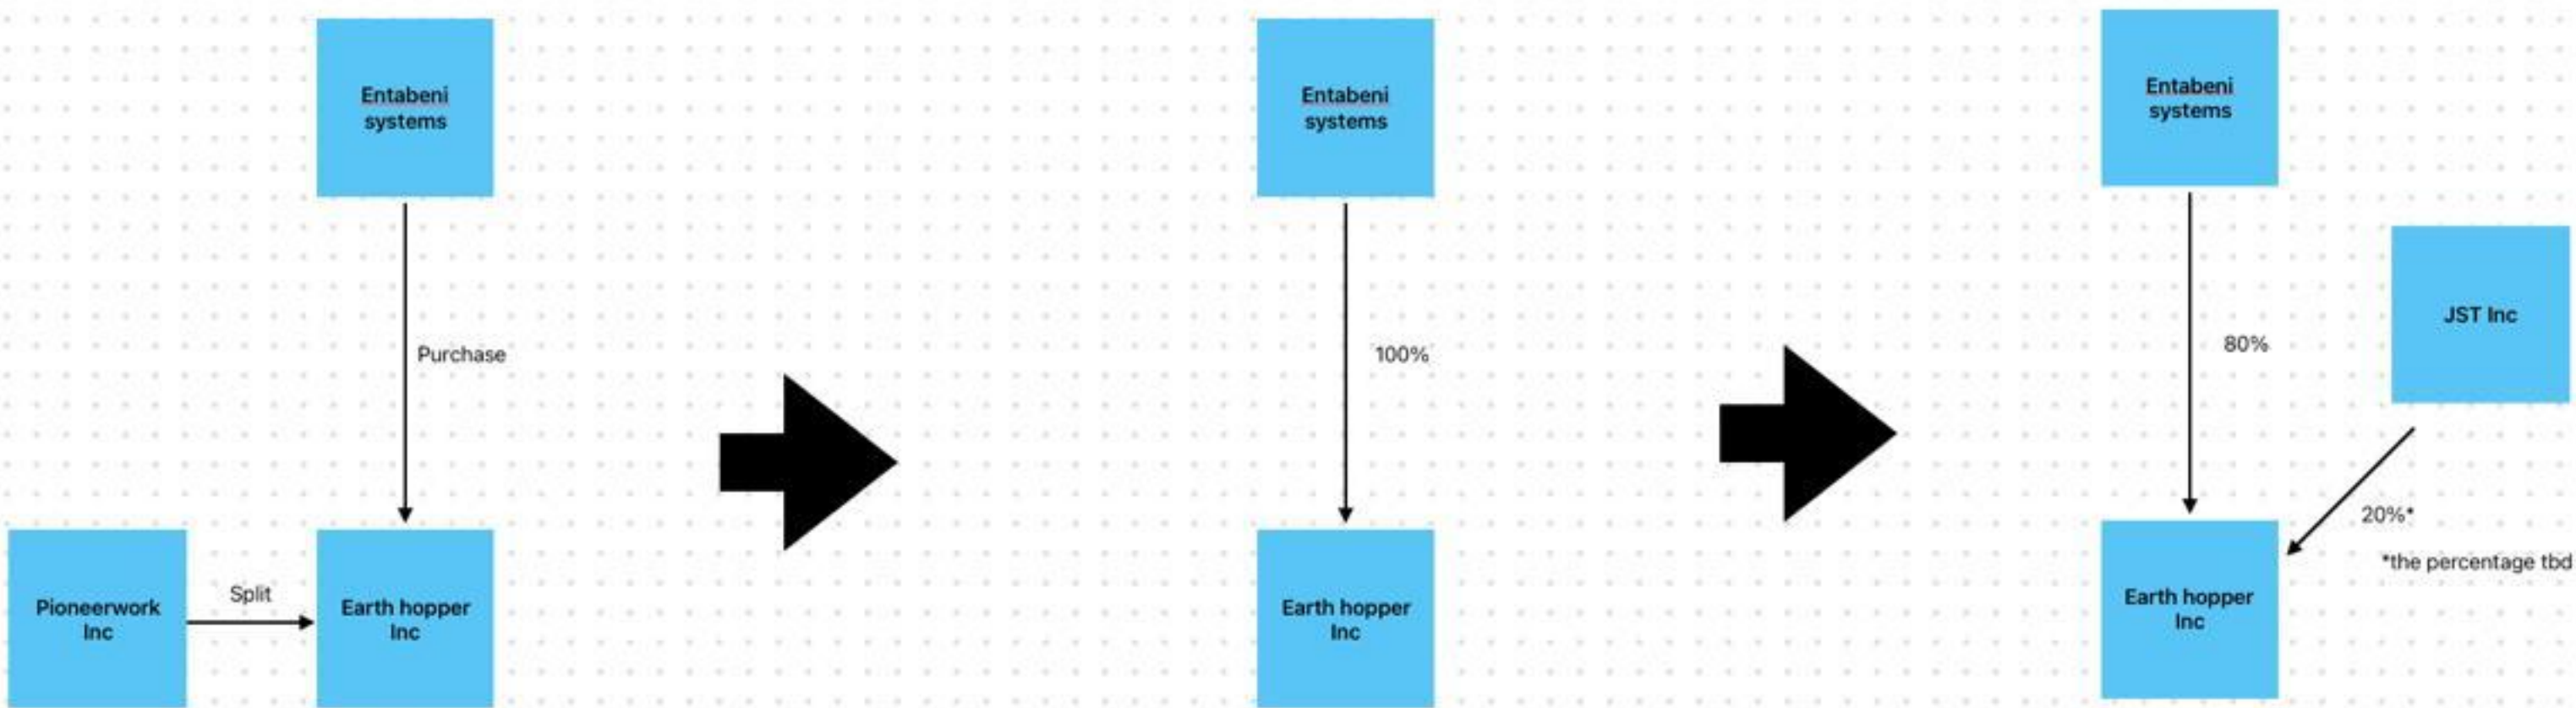 Entabeni
systems
Purchase
Pioneerwork
Inc
Split
Earth hopper
Inc
Entabeni
systems
100%
Earth hopper
Inc
Entabeni
systems
JST Inc
80%
20%*
*the percentage tbd
Earth hopper
Inc